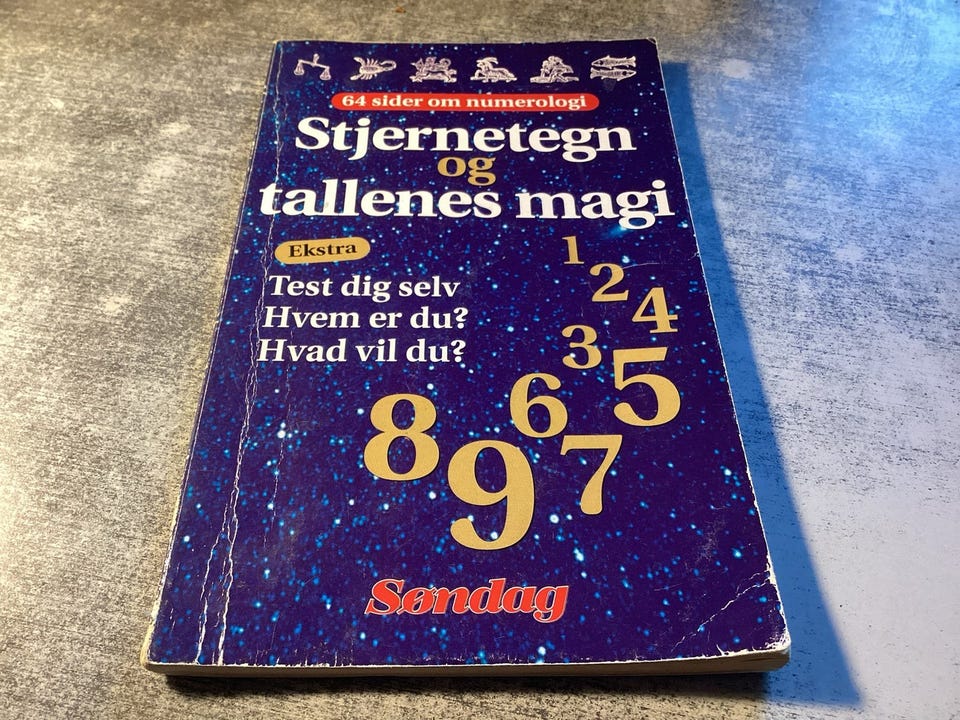 64 sider om numerologi
Stjernetegn
og
tallenes magi
Ekstra
Test dig selv
Hvem er du?
Hvad vil du?
1
2
4
3
5
6
8
7
9
Søndag